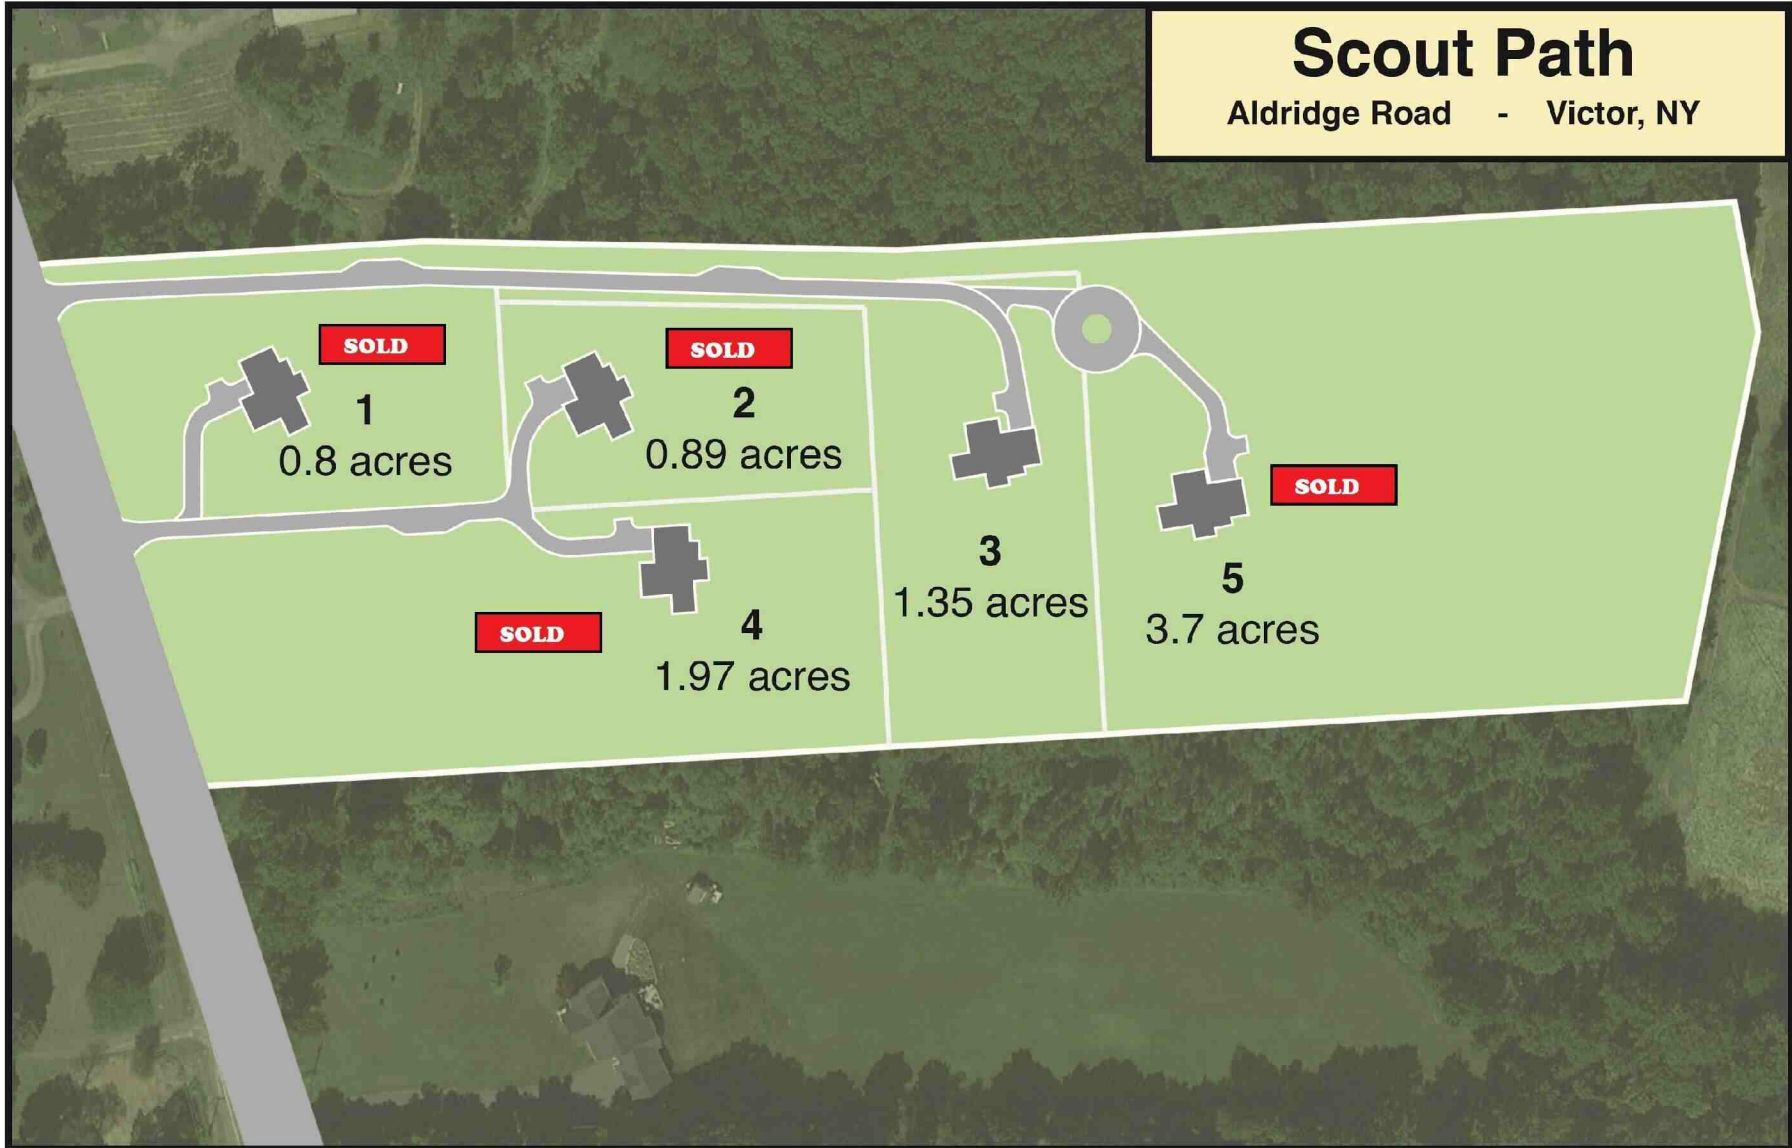 Scout Path
Aldridge Road - Victor, NY
SOLD
1
0.8 acres
SOLD
2
0.89 acres
3
1.35 acres
SOLD
5
3.7 acres
SOLD
4
1.97 acres